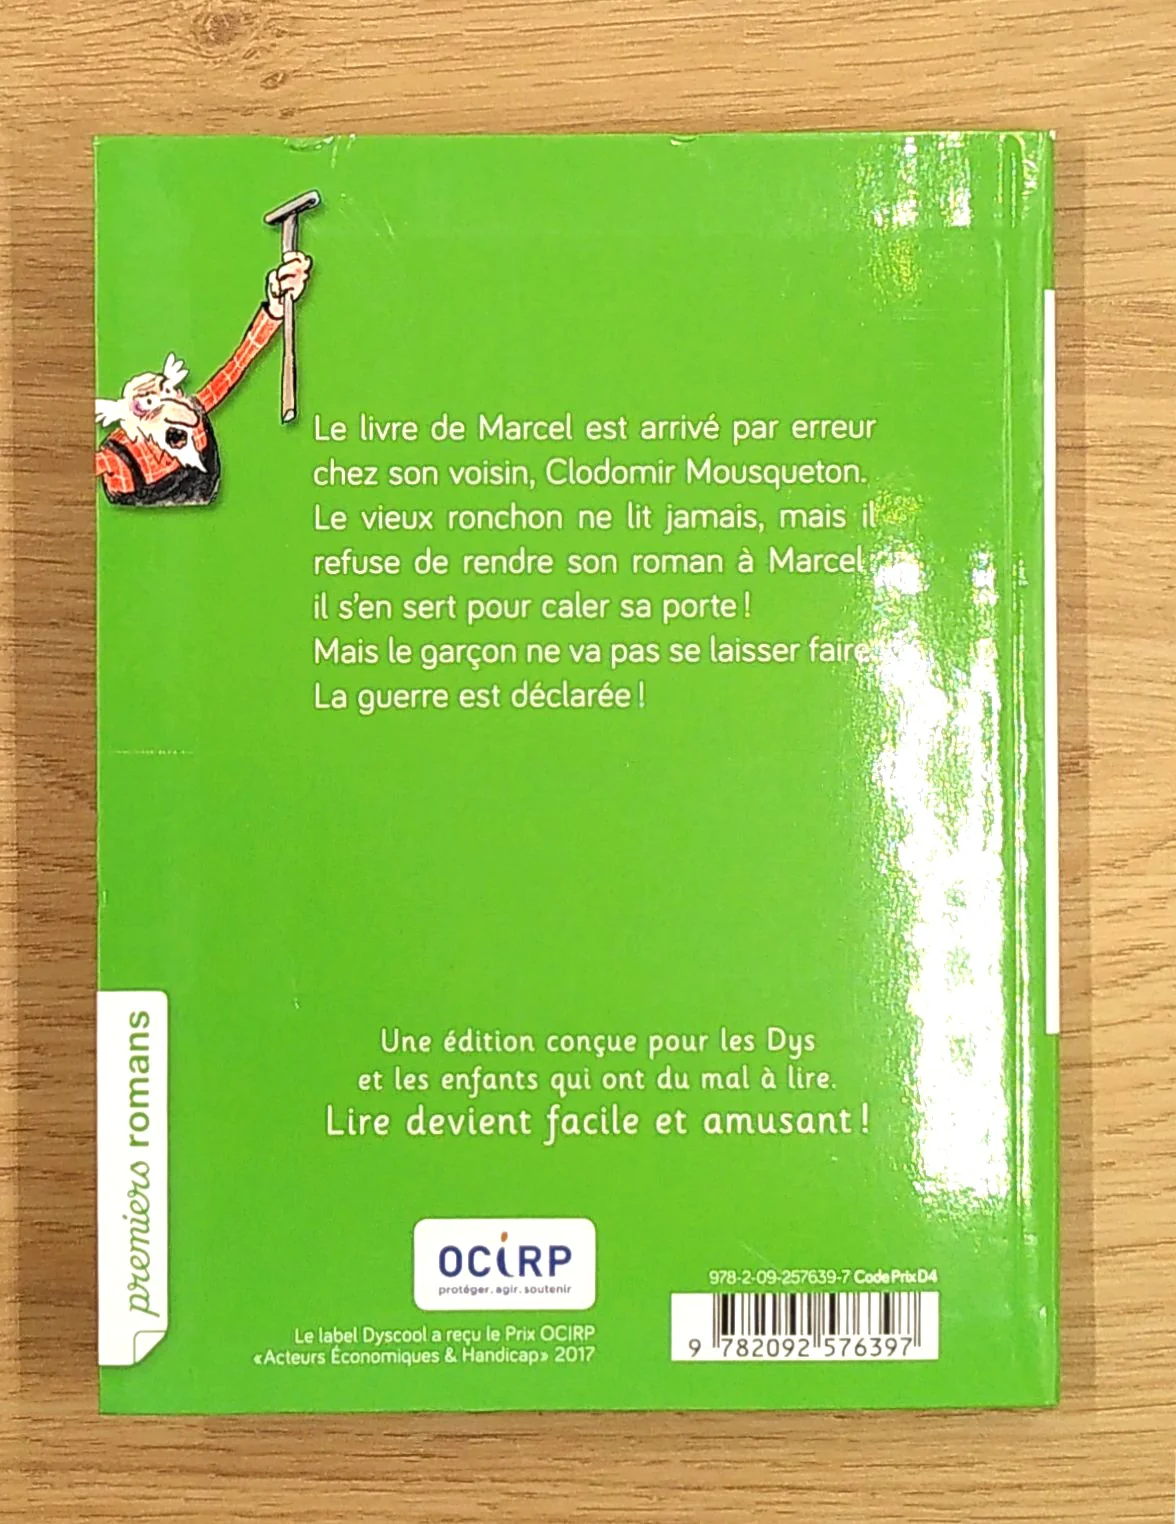 Le livre de Marcel est arrivé par erreur
chez son voisin, Clodomir Mousqueton.
Le vieux ronchon ne lit jamais, mais il
refuse de rendre son roman à Marcel
il s'en sert pour caler sa porte !
Mais le garçon ne va pas se laisser faire
La guerre est déclarée !
Une édition conçue pour les Dys
et les enfants qui ont du mal à lire.
Lire devient facile et amusant !
premiers romans
OCiRP
protéger. agir. soutenir
Le label Dyscool a reçu le Prix OCIRP
«Acteurs Économiques & Handicap» 2017
978-2-09-257639-7 Code Prix D4
9 782092 576397